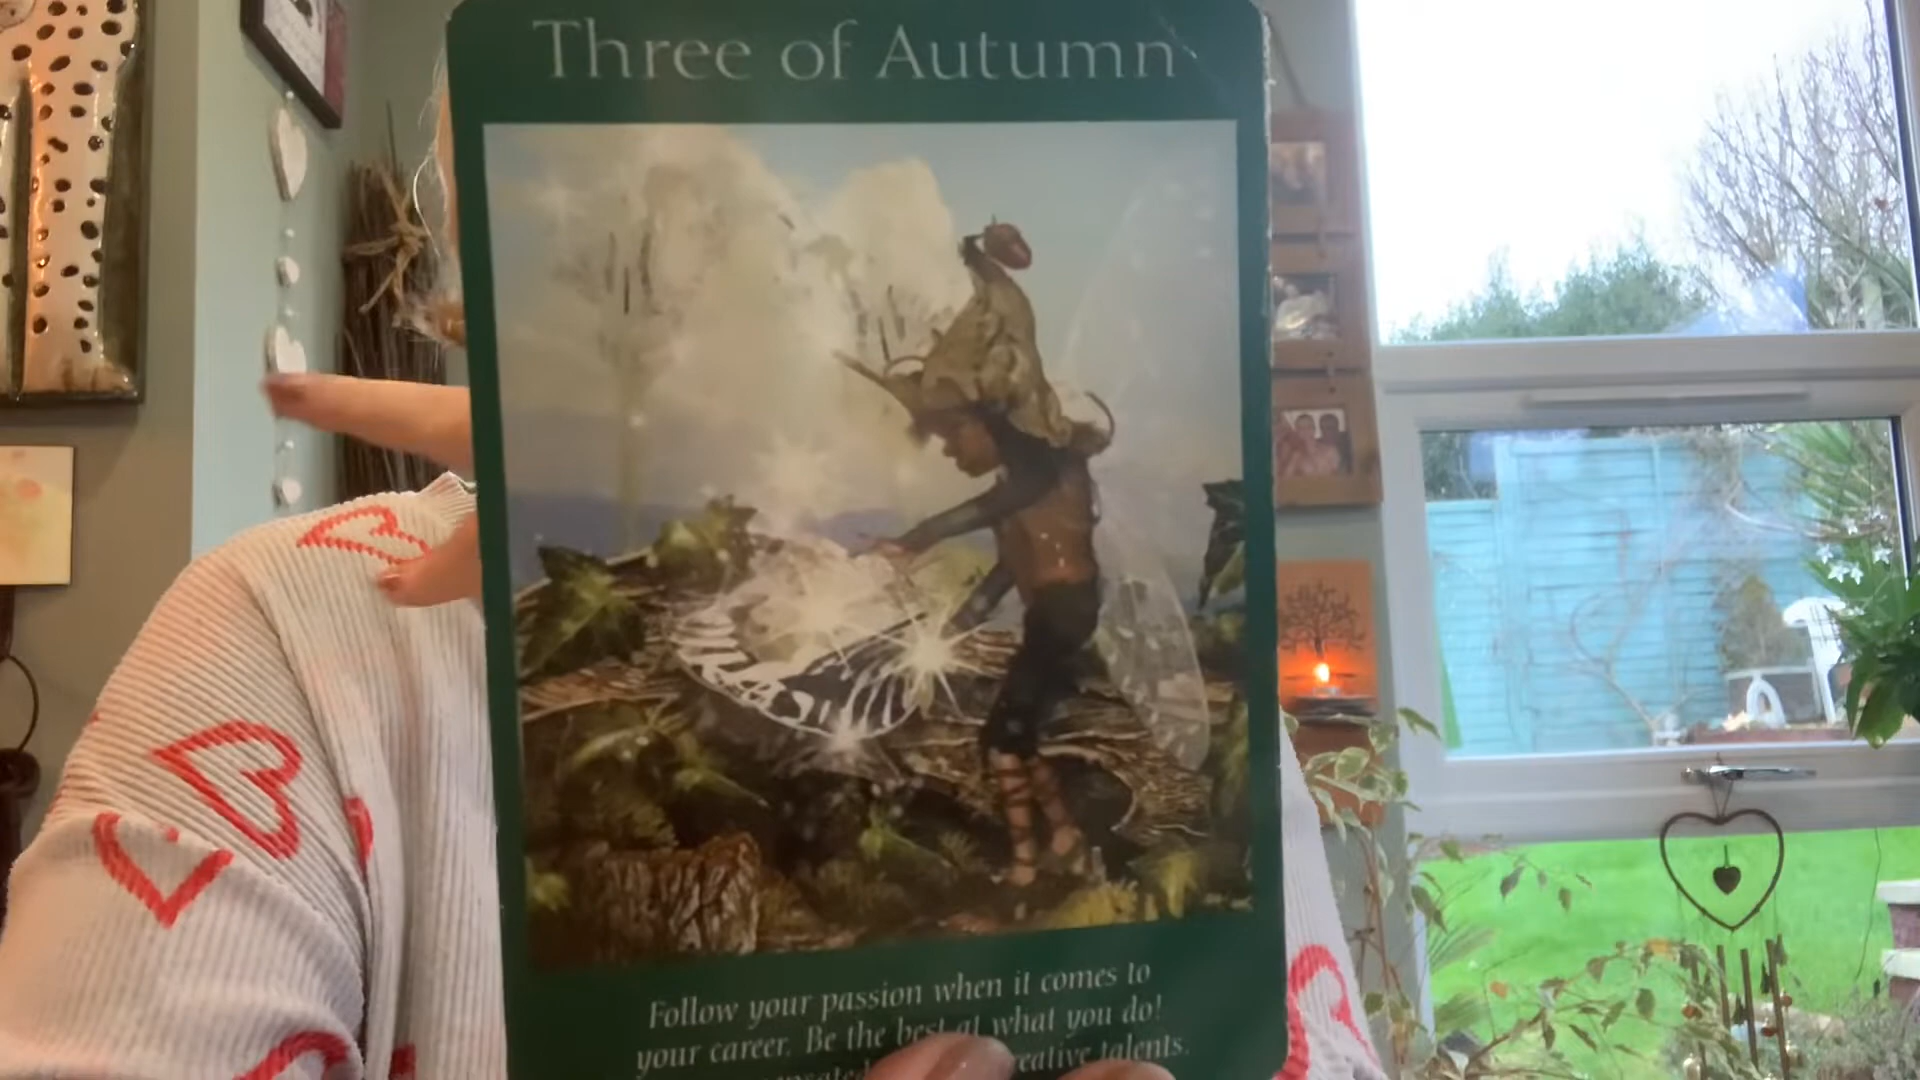 Three of Autumn
Follow your passion when it comes to
your career. Be the best at what you do!
creative talents.